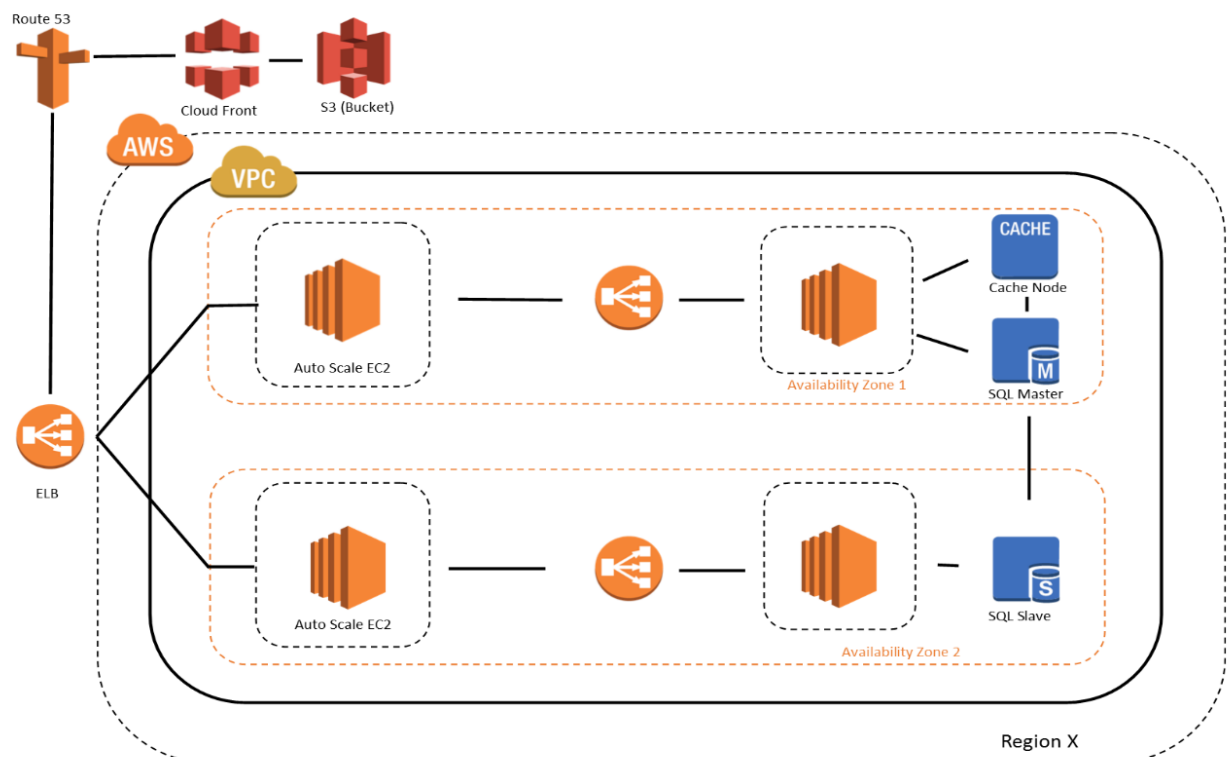 Route 53
Cloud Front
S3 (Bucket)
AWS
VPC
CACHE
Cache Node
Auto Scale EC2
Availability Zone 1
M
SQL Master
ELB
Auto Scale EC2
S
SQL Slave
Availability Zone 2
Region X